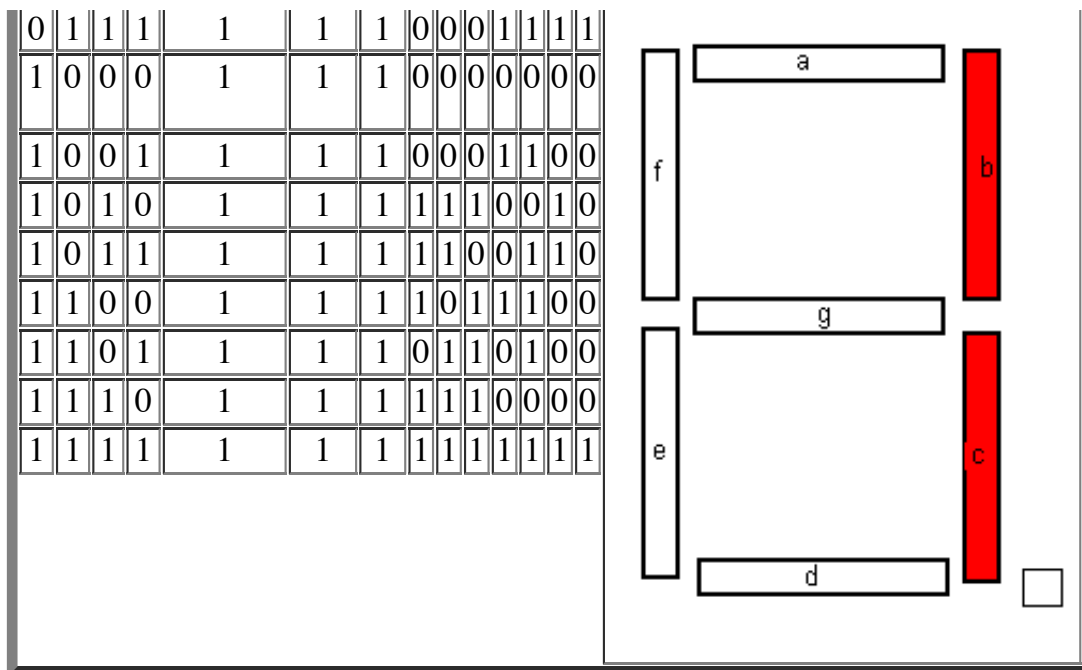 0 1 1 1 1 1 1 0 0 0 1 1 1 1
1 0 0 0 1 1 1 0 0 0 0 0 0 0
1 0 0 1 1 1 1 0 0 0 1 1 0 0
1 0 1 0 1 1 1 1 1 1 0 0 1 0
1 0 1 1 1 1 1 1 1 0 0 1 1 0
1 1 0 0 1 1 1 1 0 1 1 1 0 0
1 1 0 1 1 1 1 0 1 1 0 1 0 0
1 1 1 0 1 1 1 1 1 1 0 0 0 0
1 1 1 1 1 1 1 1 1 1 1 1 1 1
a
f
b
g
e
c
d